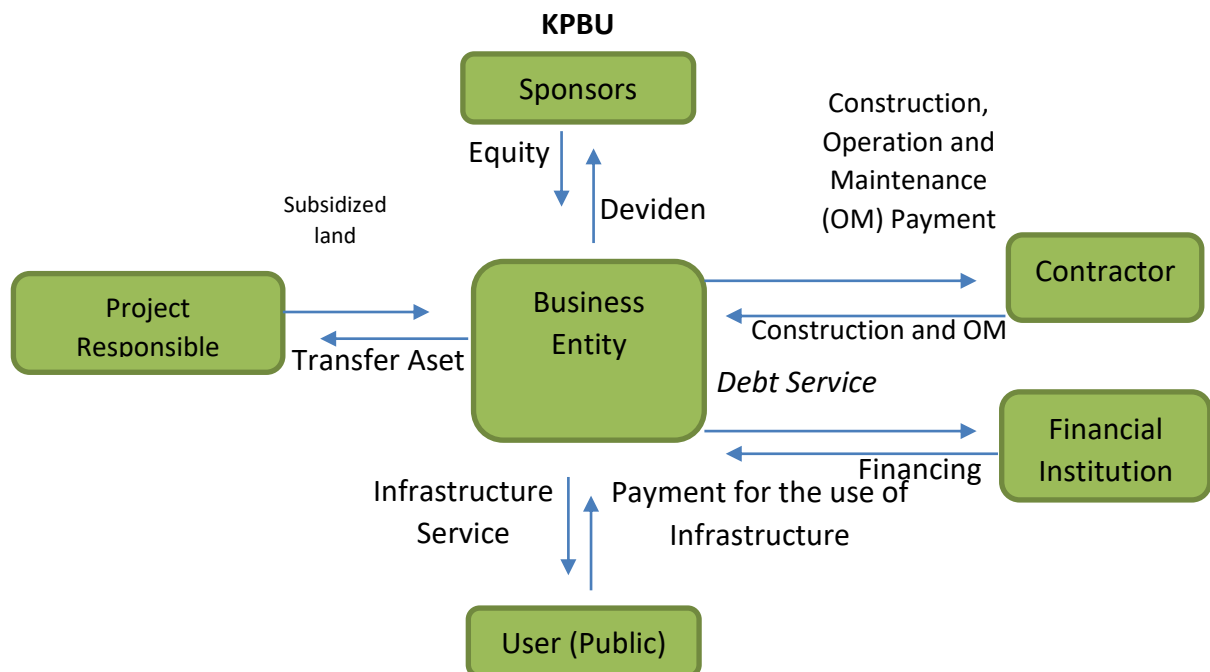 KPBU
Sponsors
Equity
Deviden
Construction,
Operation and
Maintenance
(OM) Payment
Subsidized
land
Project
Responsible
Transfer Aset
Business
Entity
Contractor
Construction and OM
Debt Service
Financial
Institution
Financing
Infrastructure
Service
Payment for the use of
Infrastructure
User (Public)